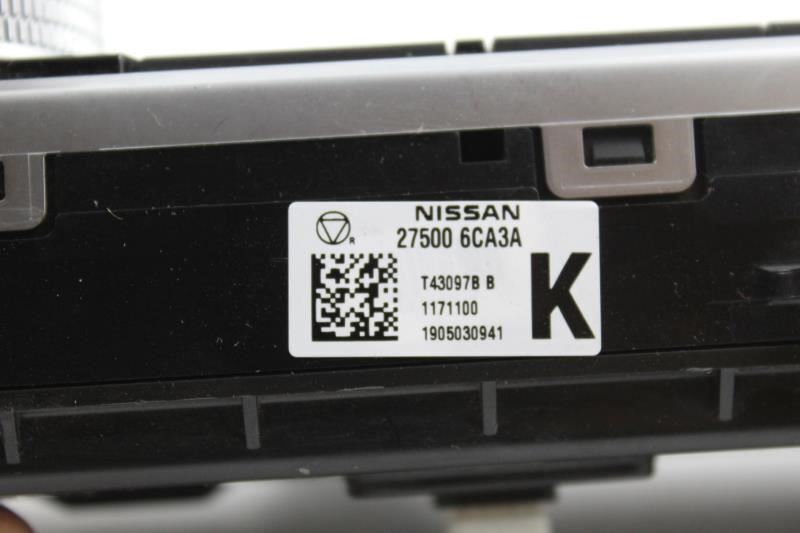 NISSAN
R
27500 6CA3A
T43097B B
1171100
1905030941
K